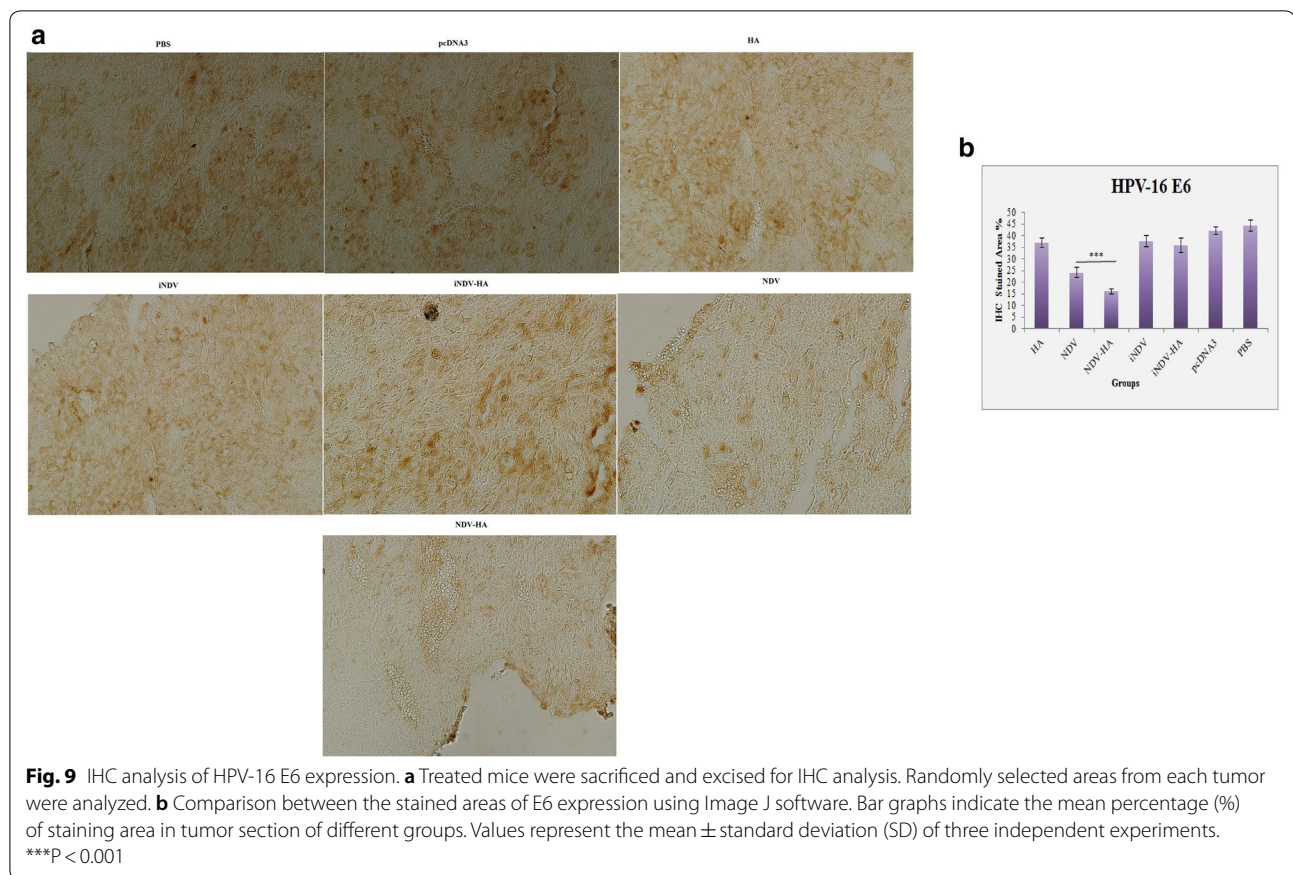 a
PBS
pcDNA3
HA
iNDV
iNDV-HA
NDV
NDV-HA
b
HPV-16 E6
IHC Stained Area %
50
45
40
35
30
25
20
15
10
5
0
***
HA
NDV
NDV-HA
iNDV
iNDV-HA
pcDNA3
PBS
Groups
Fig. 9 IHC analysis of HPV-16 E6 expression. a Treated mice were sacrificed and excised for IHC analysis. Randomly selected areas from each tumor
were analyzed. b Comparison between the stained areas of E6 expression using Image J software. Bar graphs indicate the mean percentage (%)
of staining area in tumor section of different groups. Values represent the mean ± standard deviation (SD) of three independent experiments.
***P < 0.001